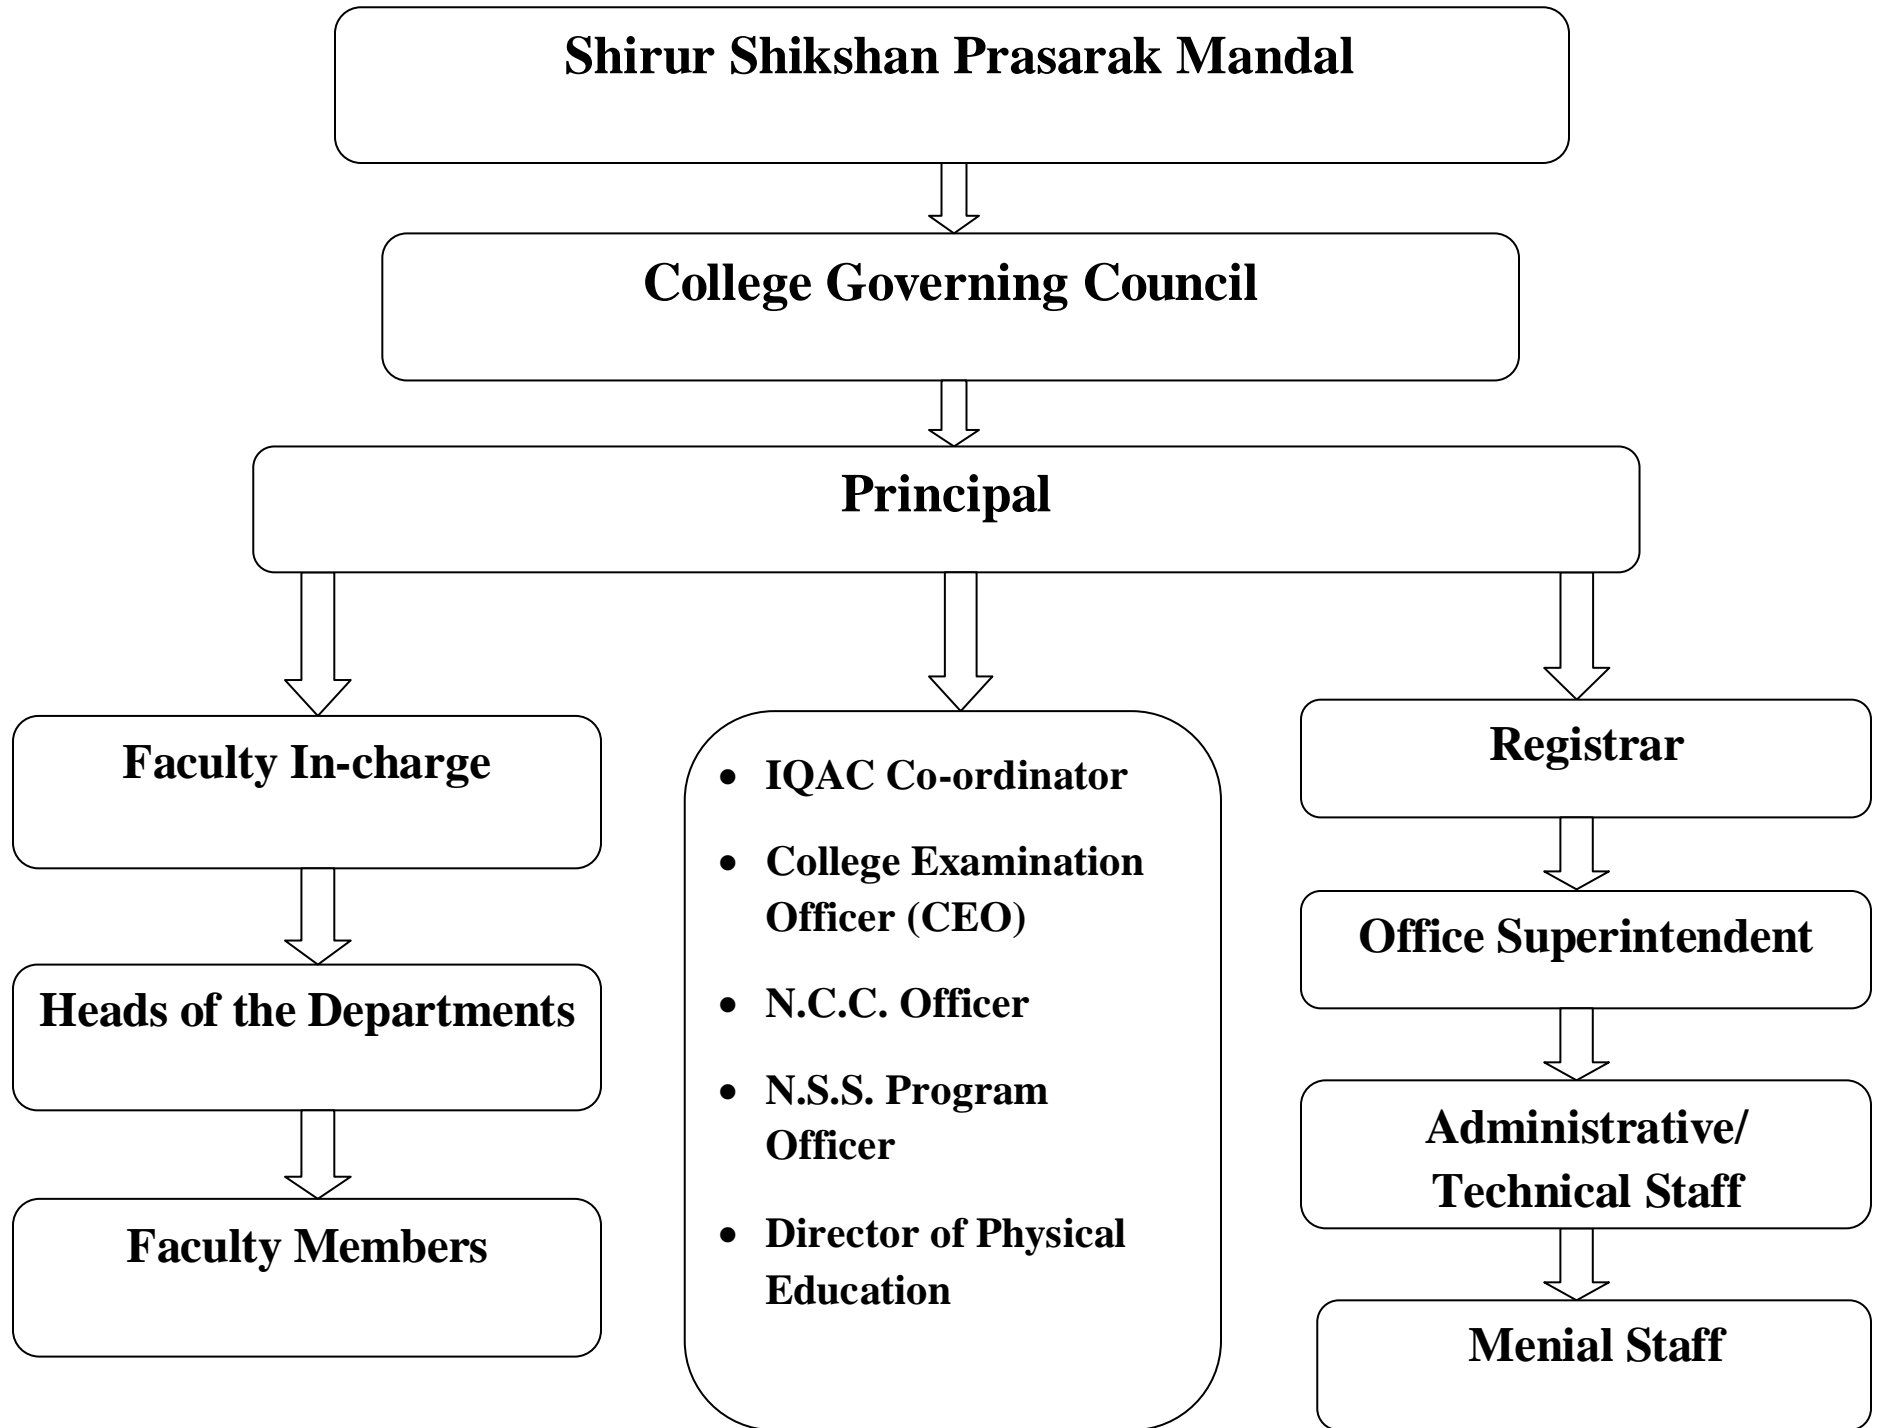 Shirur Shikshan Prasarak Mandal
College Governing Council
Principal
Faculty In-charge
Heads of the Departments
Faculty Members
• IQAC Co-ordinator
• College Examination
Officer (CEO)
• N.C.C. Officer
• N.S.S. Program
Officer
• Director of Physical
Education
Registrar
Office Superintendent
Administrative/
Technical Staff
Menial Staff